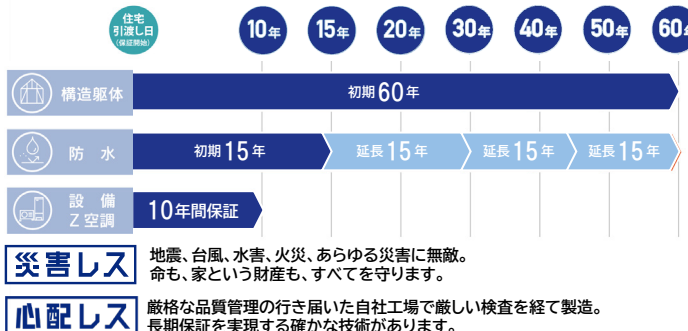 住宅
引渡し日
(保証開始)
10年
15年
20年
30年
40年
50年
60年
構造躯体
初期60年
防水
初期15年
延長15年
延長15年
延長15年
設備
Z空調
10年間保証
災害レス
地震、台風、水害、火災、あらゆる災害に無敵。
命も、家という財産も、すべてを守ります。
心配レス
厳格な品質管理の行き届いた自社工場で厳しい検査を経て製造。
長期保証を実現する確かな技術があります。